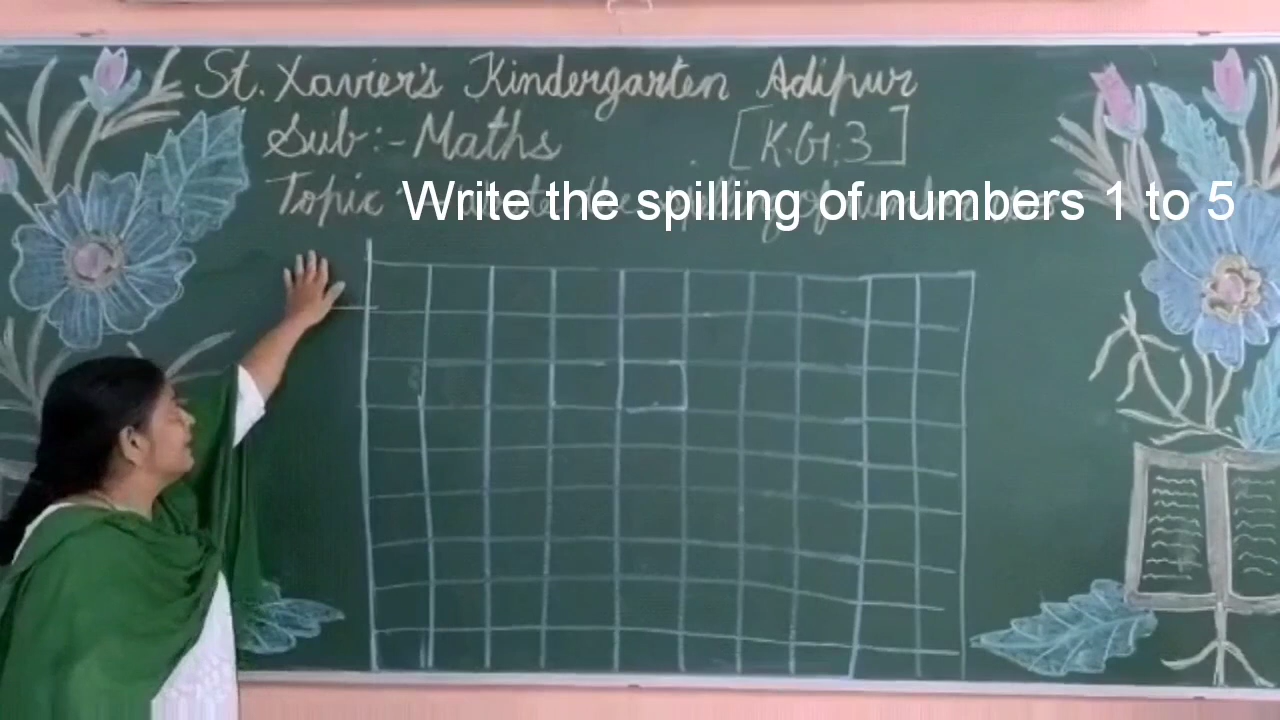 St. Xavier's Kindergarten Adipur
Sub:- Maths [K.G.3]
Topic Write the spilling of numbers 1 to 5